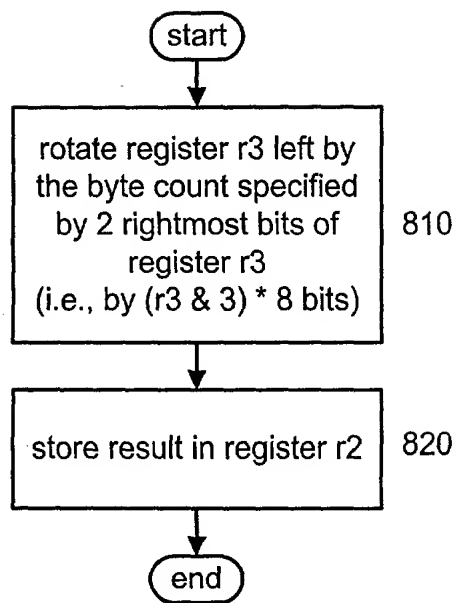 start
rotate register r3 left by
the byte count specified
by 2 rightmost bits of
register r3
(i.e., by (r3 & 3) * 8 bits)
810
store result in register r2
820
end